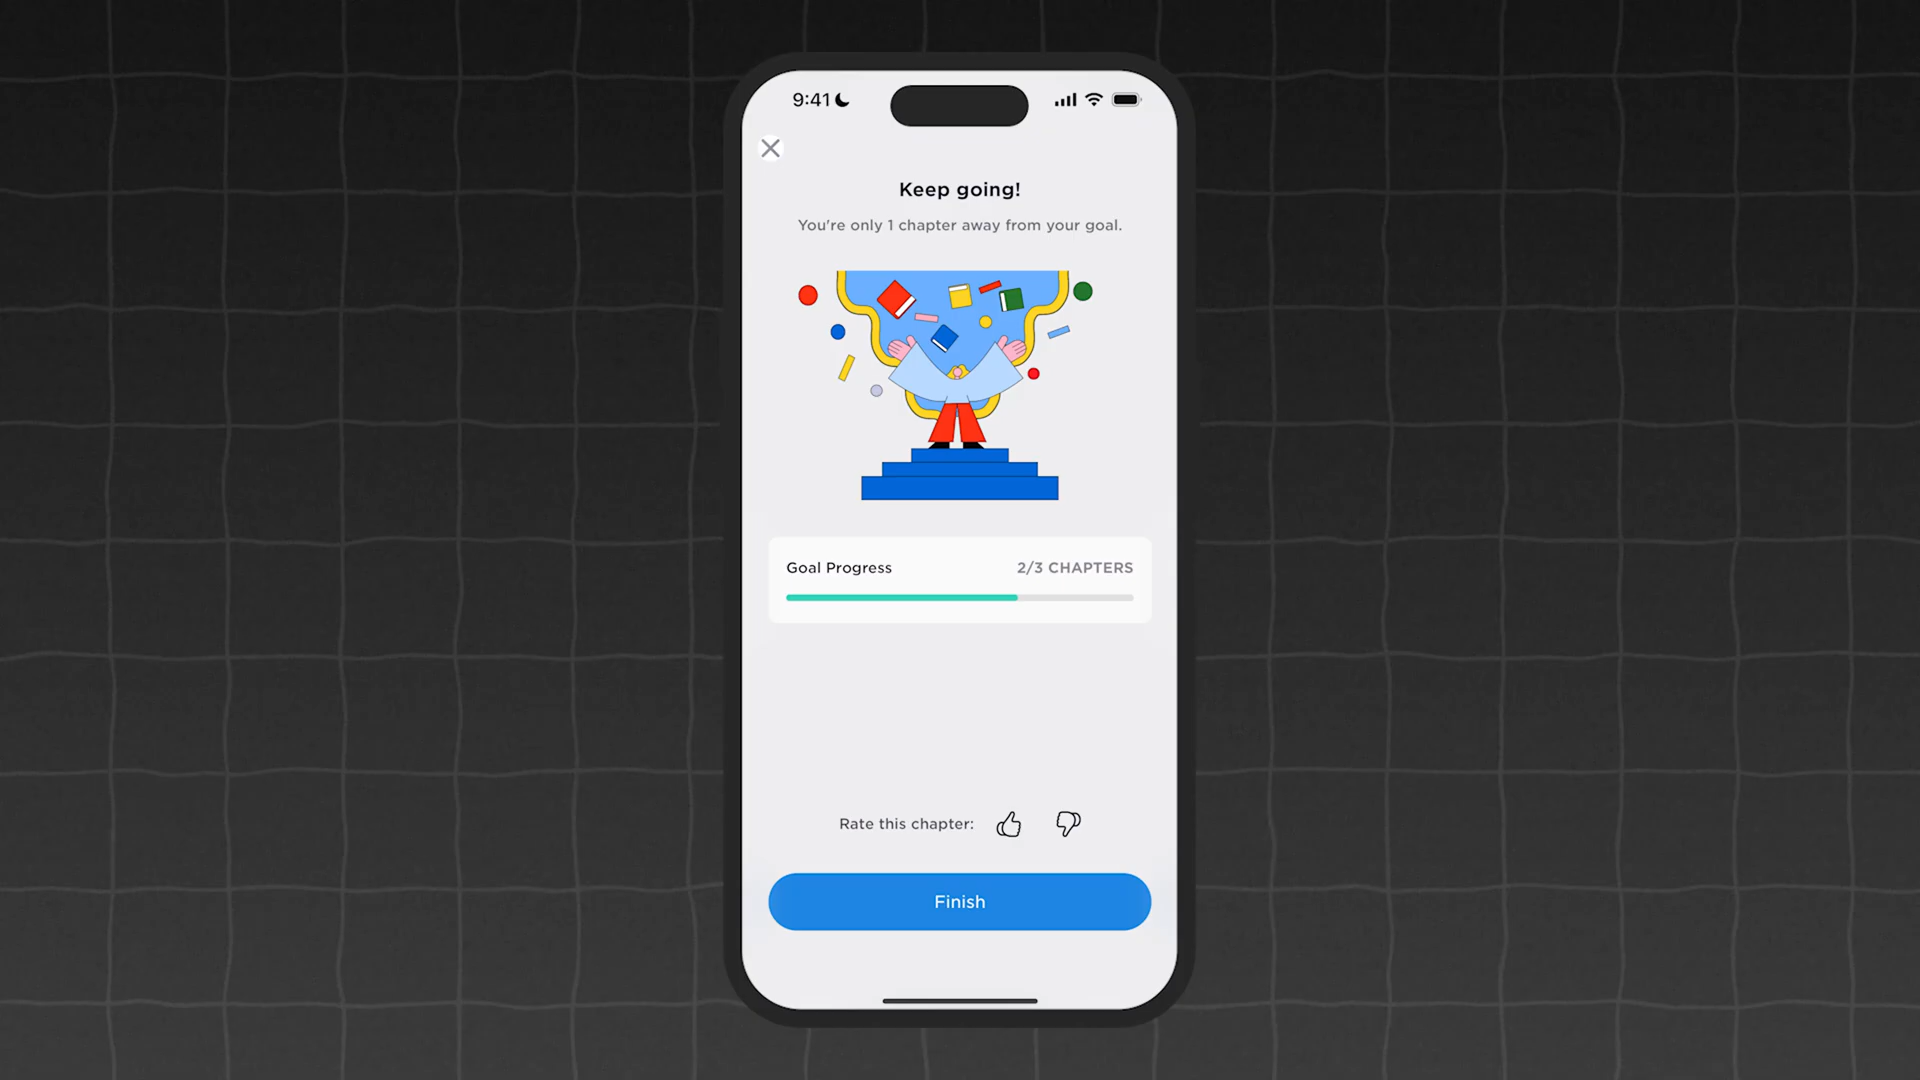 9:41
Keep going!
You're only 1 chapter away from your goal.
Goal Progress
2/3 CHAPTERS
Rate this chapter:
Finish